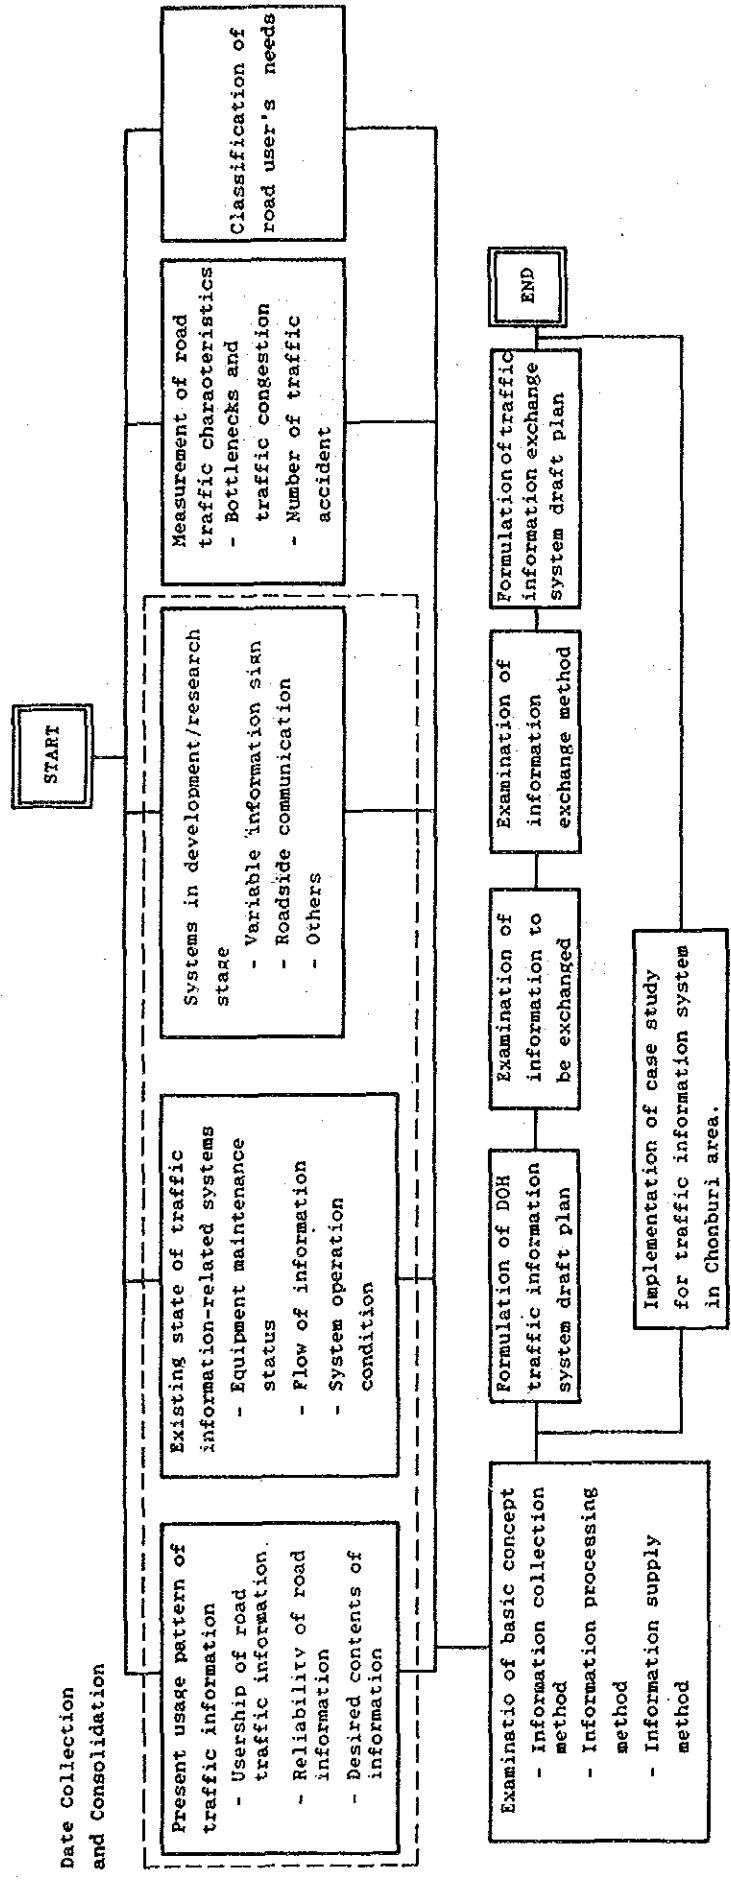 Date Collection
and Consolidation
START
Present usage pattern of
traffic information
- Usership of road
traffic information.
- Reliability of road
information
- Desired contents of
information
Existing state of traffic
information-related systems
- Equipment maintenance
status
- Flow of information
- System operation
condition
Systems in development/research
stage
- Variable information sign
- Roadside communication
- Others
Measurement of road
traffic characteristics
- Bottlenecks and
traffic congestion
- Number of traffic
accident
Classification of
road user's needs
Examinatio of basic concept
- Information collection
method
- Information processing
method
- Information supply
method
Formulation of DOH
traffic information
system draft plan
Examination of
information to
be exchanged
Examination of
information
exchange method
Formulation of traffic
information exchange
system draft plan
END
Implementation of case study
for traffic information system
in Chonburi area.